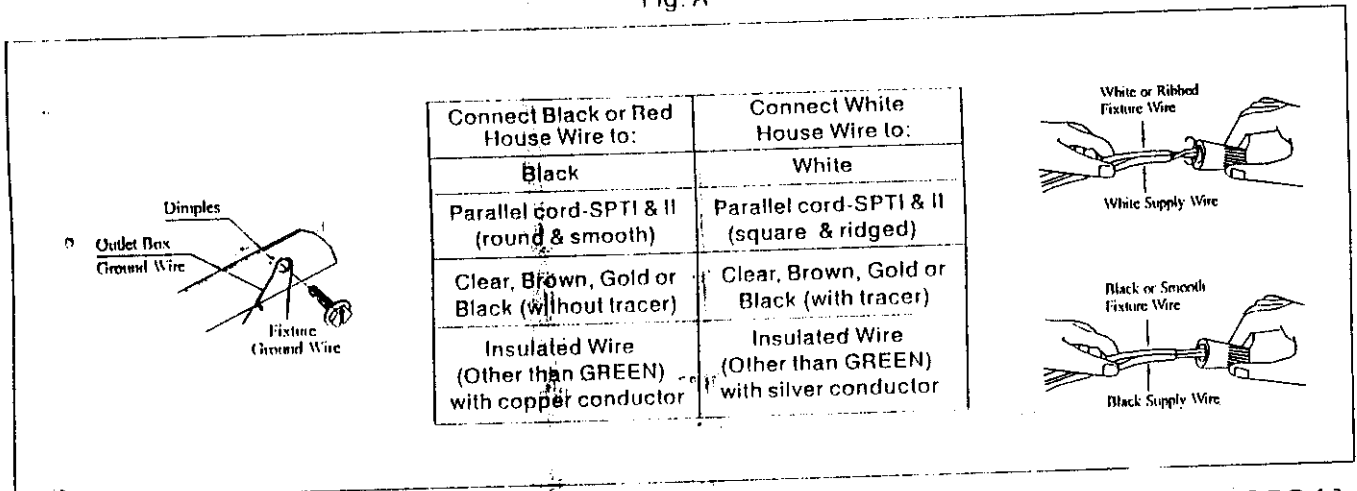 Fig. A
Dimples
Outlet Box
Ground Wire
Fixture
Ground Wire
Connect Black or Red
House Wire to:
Connect White
House Wire to:
Black
White
Parallel cord-SPTI & II
(round & smooth)
Parallel cord-SPTI & II
(square & ridged)
Clear, Brown, Gold or
Black (without tracer)
Clear, Brown, Gold or
Black (with tracer)
Insulated Wire
(Other than GREEN)
with copper conductor
Insulated Wire
(Other than GREEN)
with silver conductor
White or Ribbed
Fixture Wire
White Supply Wire
Black or Smooth
Fixture Wire
Black Supply Wire